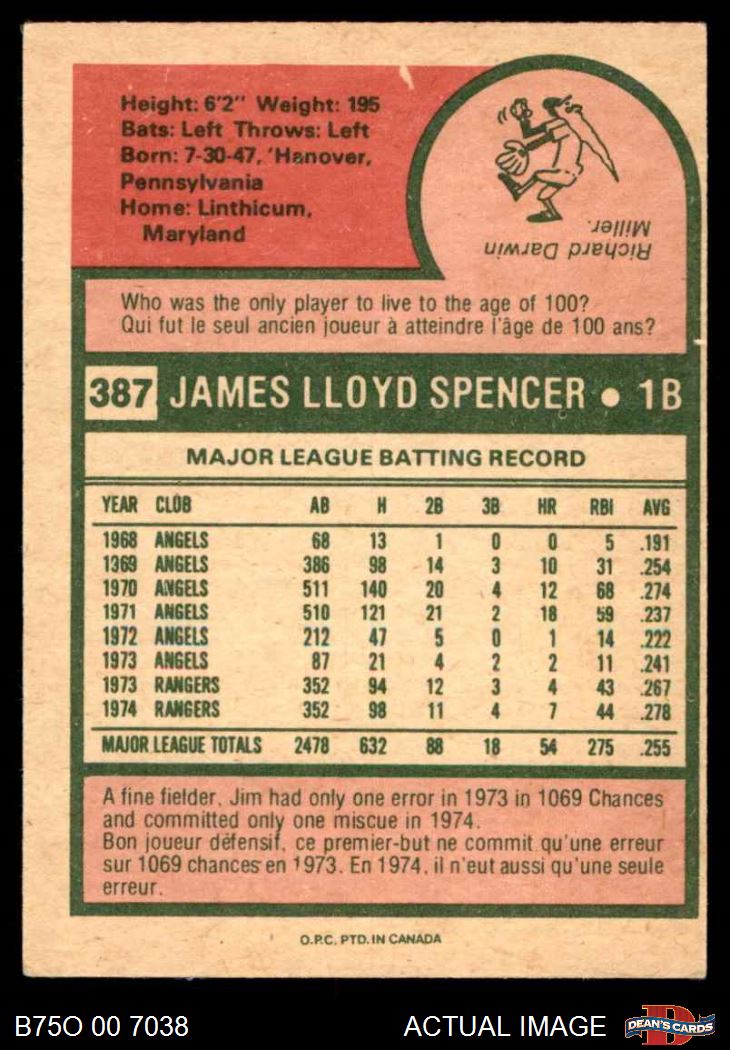 Height: 6'2" Weight: 195
Bats: Left Throws: Left
Born: 7-30-47, 'Hanover,
Pennsylvania
Home: Linthicum,
Maryland
Richard Darwin
Miller.
Who was the only player to live to the age of 100?
Qui fut le seul ancien joueur à atteindre l'âge de 100 ans?
387 JAMES LLOYD SPENCER • 1B
MAJOR LEAGUE BATTING RECORD
YEAR CLUB AB H 2B 3B HR RBI AVG
1968 ANGELS 68 13 1 0 0 5 .191
1369 ANGELS 386 98 14 3 10 31 .254
1970 ANGELS 511 140 20 4 12 68 .274
1971 ANGELS 510 121 21 2 18 59 .237
1972 ANGELS 212 47 5 0 1 14 .222
1973 ANGELS 87 21 4 2 2 11 .241
1973 RANGERS 352 94 12 3 4 43 .267
1974 RANGERS 352 98 11 4 7 44 .278
MAJOR LEAGUE TOTALS 2478 632 88 18 54 275 .255
A fine fielder, Jim had only one error in 1973 in 1069 Chances
and committed only one miscue in 1974.
Bon joueur défensif, ce premier-but ne commit qu'une erreur
sur 1069 chances en 1973. En 1974, il n'eut aussi qu'une seule
erreur.
O.P.C. PTD. IN CANADA
B75O 00 7038
ACTUAL IMAGE
D
DEAN'S CARDS